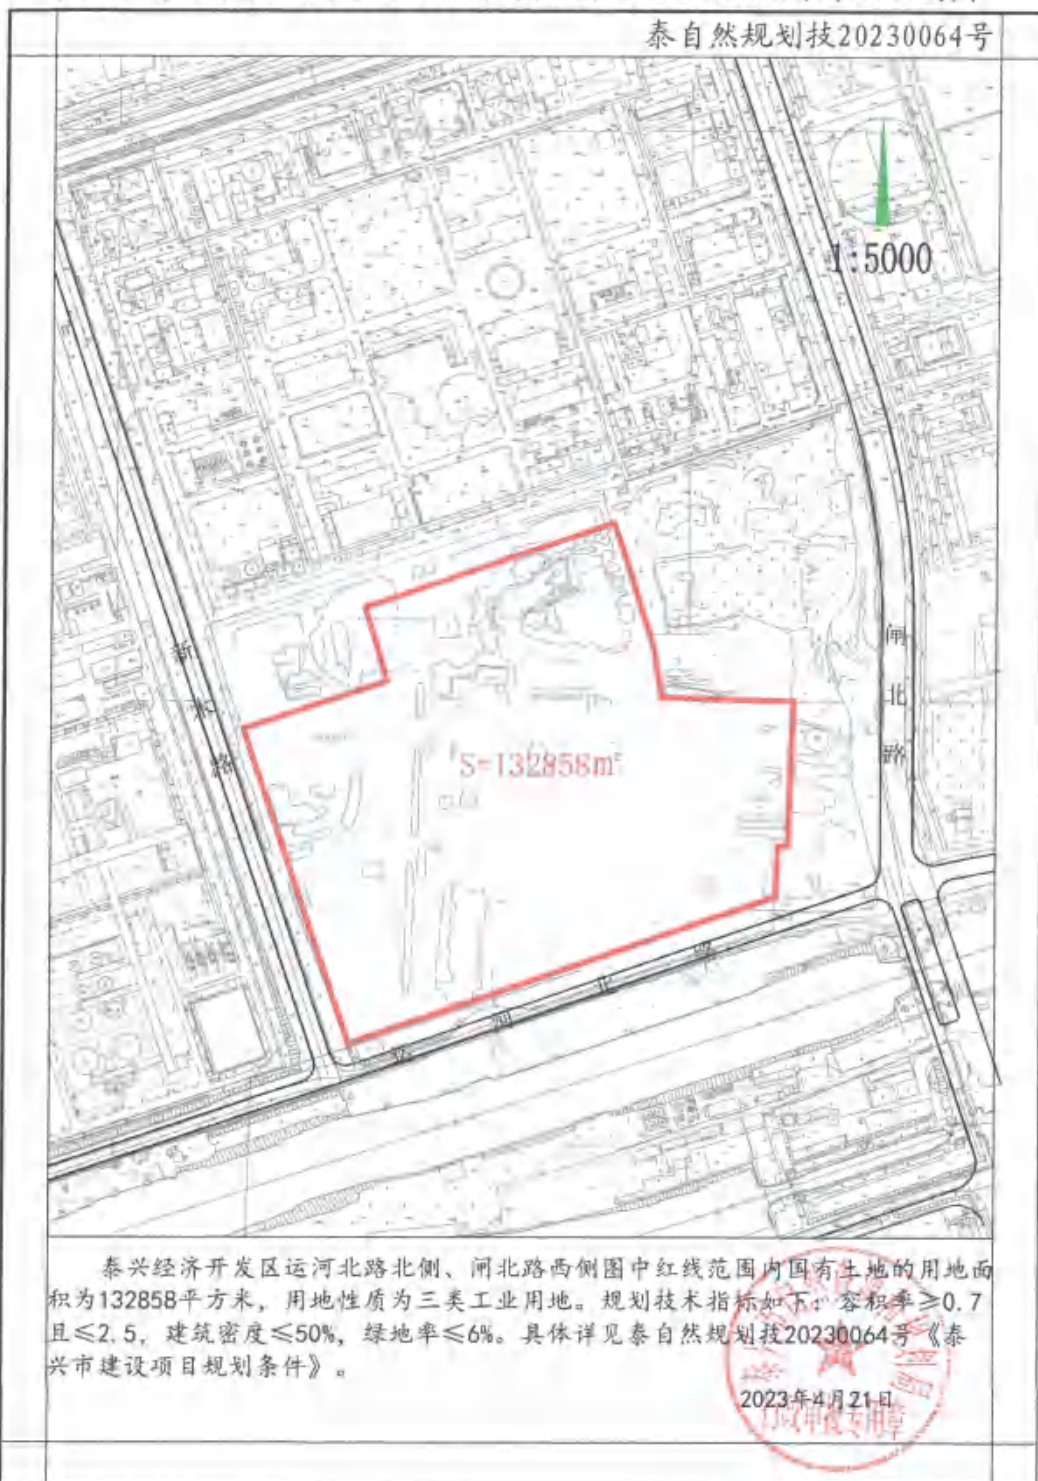 泰自然规划技20230064号
1:5000
新
木
路
闸
北
路
S=132858m²
运
河
北
路
泰兴经济开发区运河北路北侧、闸北路西侧图中红线范围内国有土地的用地面
积为132858平方米，用地性质为三类工业用地。规划技术指标如下：容积率≥0.7
且≤2.5，建筑密度≤50%，绿地率≤6%。具体详见泰自然规划技20230064号《泰
兴市建设项目规划条件》。
2023年4月21日